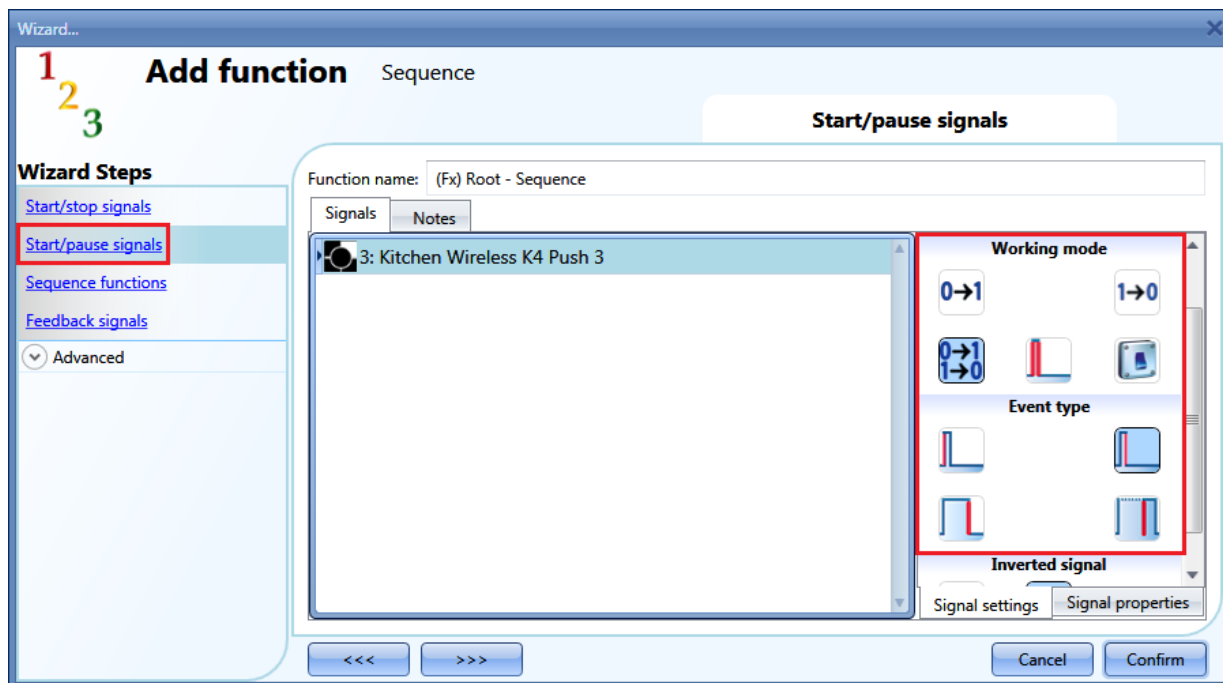 Wizard...
1
2
3
Add function Sequence
Start/pause signals
Wizard Steps
Start/stop signals
Start/pause signals
Sequence functions
Feedback signals
Advanced
Function name: (Fx) Root - Sequence
Signals Notes
3: Kitchen Wireless K4 Push 3
Working mode
0→1 1→0
0→1
1→0
Event type
Inverted signal
Signal settings Signal properties
<<< >>> Cancel Confirm